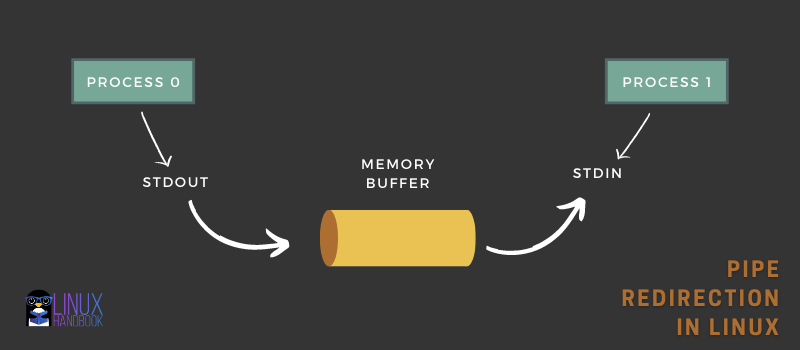 PROCESS 0
PROCESS 1
STDOUT
MEMORY
BUFFER
STDIN
PIPE
REDIRECTION
IN LINUX
LINUX
HANDBOOK